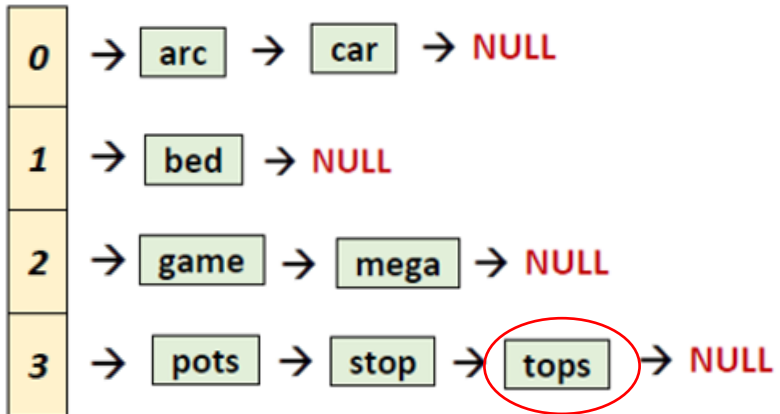 0 → arc → car → NULL
1 → bed → NULL
2 → game → mega → NULL
3 → pots → stop → tops → NULL